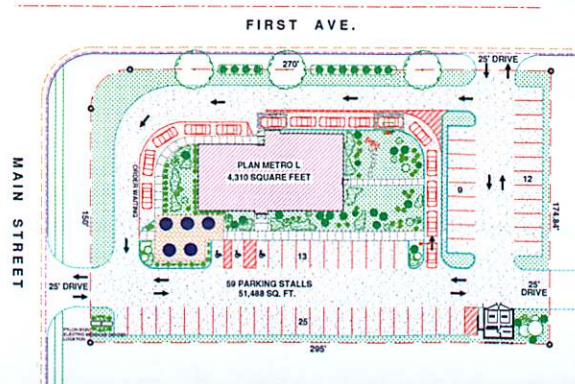 FIRST AVE.
25' DRIVE
270'
MAIN STREET
PLAN METRO L
4,310 SQUARE FEET
ORDER WAITING
9
12
150'
174.84'
13
25' DRIVE
59 PARKING STALLS
51,488 SQ. FT.
25'
DRIVE
25
295'